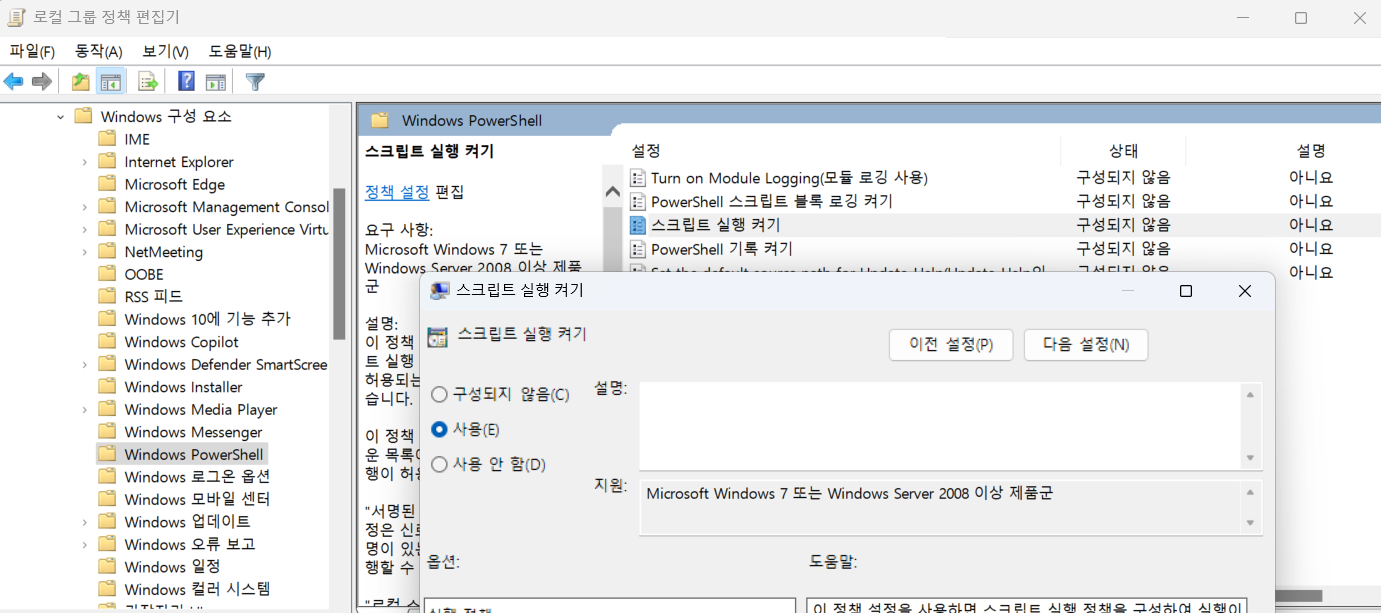 로컬 그룹 정책 편집기
파일(F) 동작(A) 보기(V) 도움말(H)
Windows 구성 요소
IME
Internet Explorer
Microsoft Edge
Microsoft Management Consol
Microsoft User Experience Virtu
NetMeeting
OOBE
RSS 피드
Windows 10에 기능 추가
Windows Copilot
Windows Defender SmartScree
Windows Installer
Windows Media Player
Windows Messenger
Windows PowerShell
Windows 로그온 옵션
Windows 모바일 센터
Windows 업데이트
Windows 오류 보고
Windows 일정
Windows 컬러 시스템
Windows PowerShell
스크립트 실행 켜기
정책 설정 편집
요구 사항:
Microsoft Windows 7 또는
Windows Server 2008 이상 제품
군
설명:
이 정책
트 실행
허용되는
습니다.
이 정책
운 목록
행이 허용
"서명된
정은 신뢰
명이 있는
행할 수
"로컬 스
설정 상태 설명
Turn on Module Logging(모듈 로깅 사용) 구성되지 않음 아니요
PowerShell 스크립트 블록 로깅 켜기 구성되지 않음 아니요
스크립트 실행 켜기 구성되지 않음 아니요
PowerShell 기록 켜기 구성되지 않음 아니요
Set the default source path for Update-Help(Update-Help의 구성되지 않음 아니요
스크립트 실행 켜기
스크립트 실행 켜기
이전 설정(P) 다음 설정(N)
구성되지 않음(C)
사용(E)
사용 안 함(D)
설명:
지원:
Microsoft Windows 7 또는 Windows Server 2008 이상 제품군
옵션:
도움말:
실행 정책
이 정책 설정을 사용하면 스크립트 실행 정책을 구성하여 실행이